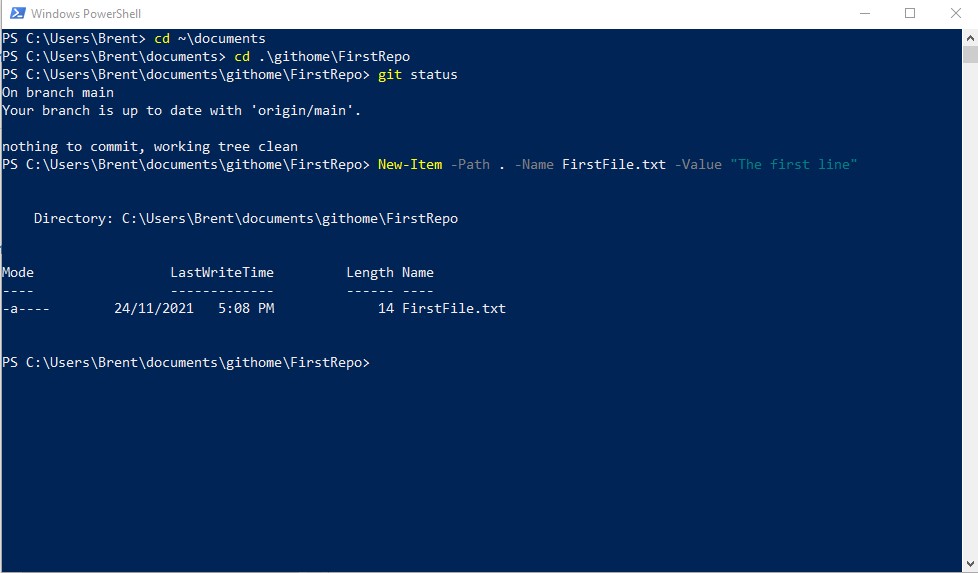 Windows PowerShell
PS C:\Users\Brent> cd ~\documents
PS C:\Users\Brent\documents> cd .\githome\FirstRepo
PS C:\Users\Brent\documents\githome\FirstRepo> git status
On branch main
Your branch is up to date with 'origin/main'.
nothing to commit, working tree clean
PS C:\Users\Brent\documents\githome\FirstRepo> New-Item -Path . -Name FirstFile.txt -Value "The first line"
Directory: C:\Users\Brent\documents\githome\FirstRepo
Mode LastWriteTime Length Name
---- ------------- ------ ----
-a---- 24/11/2021 5:08 PM 14 FirstFile.txt
PS C:\Users\Brent\documents\githome\FirstRepo>